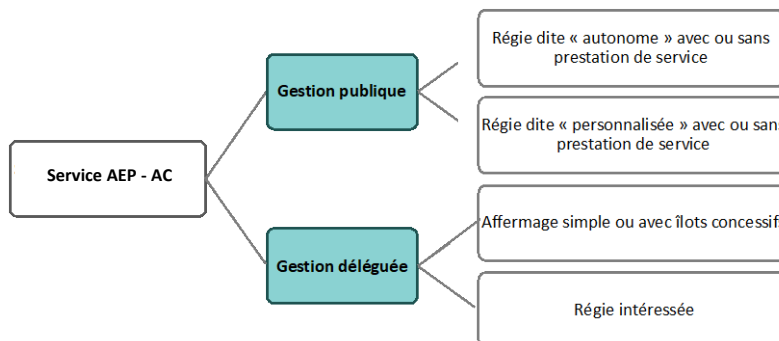 Régie dite « autonome » avec ou sans
prestation de service
Gestion publique
Régie dite « personnalisée » avec ou sans
prestation de service
Service AEP - AC
Affermage simple ou avec îlots concessifs
Gestion déléguée
Régie intéressée